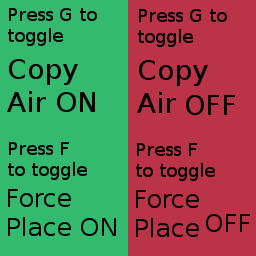 Press G to
toggle
Copy
Air ON
Press F
to toggle
Force
Place ON
Press G to
toggle
Copy
Air OFF
Press F
to toggle
Force
Place OFF